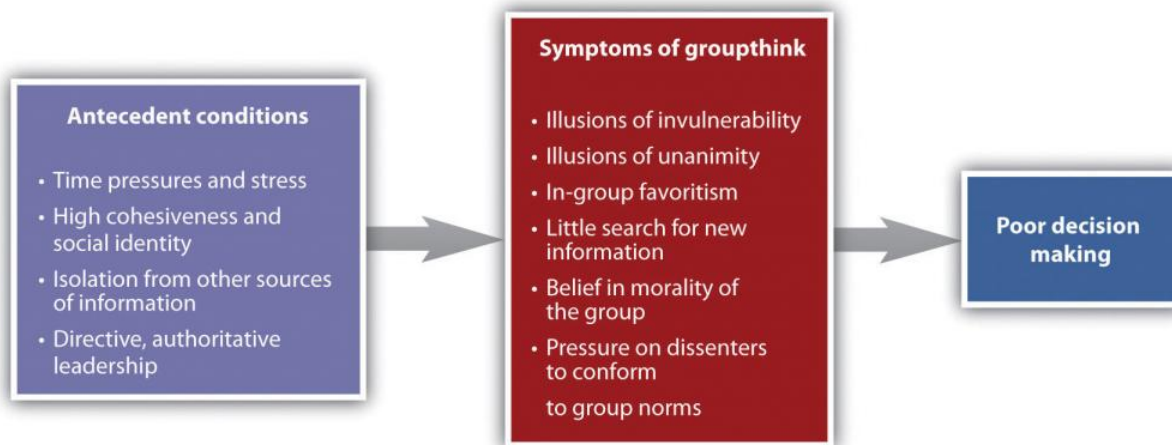 Antecedent conditions
• Time pressures and stress
• High cohesiveness and
social identity
• Isolation from other sources
of information
• Directive, authoritative
leadership
Symptoms of groupthink
• Illusions of invulnerability
• Illusions of unanimity
• In-group favoritism
• Little search for new
information
• Belief in morality of
the group
• Pressure on dissenters
to conform
to group norms
Poor decision
making